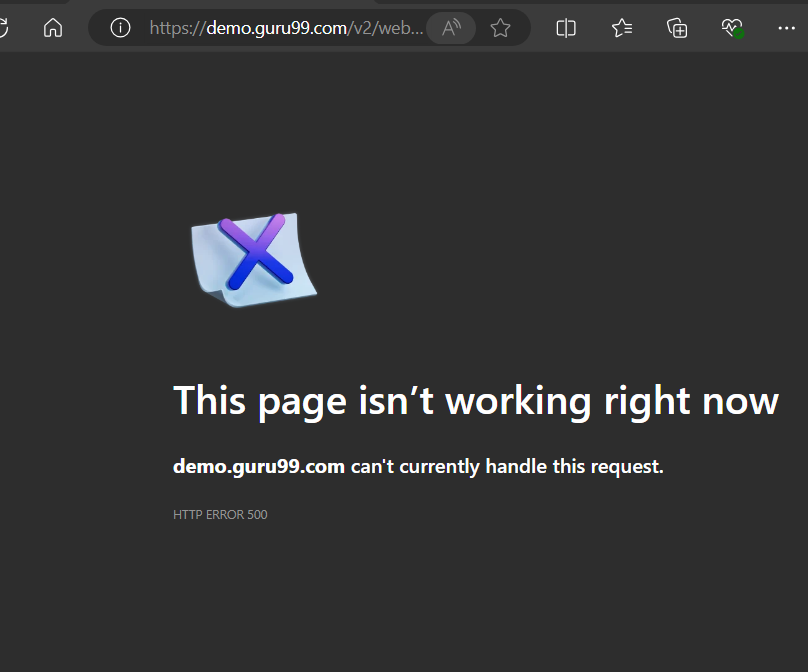 https://demo.guru99.com/v2/web...
This page isn’t working right now
demo.guru99.com can't currently handle this request.
HTTP ERROR 500